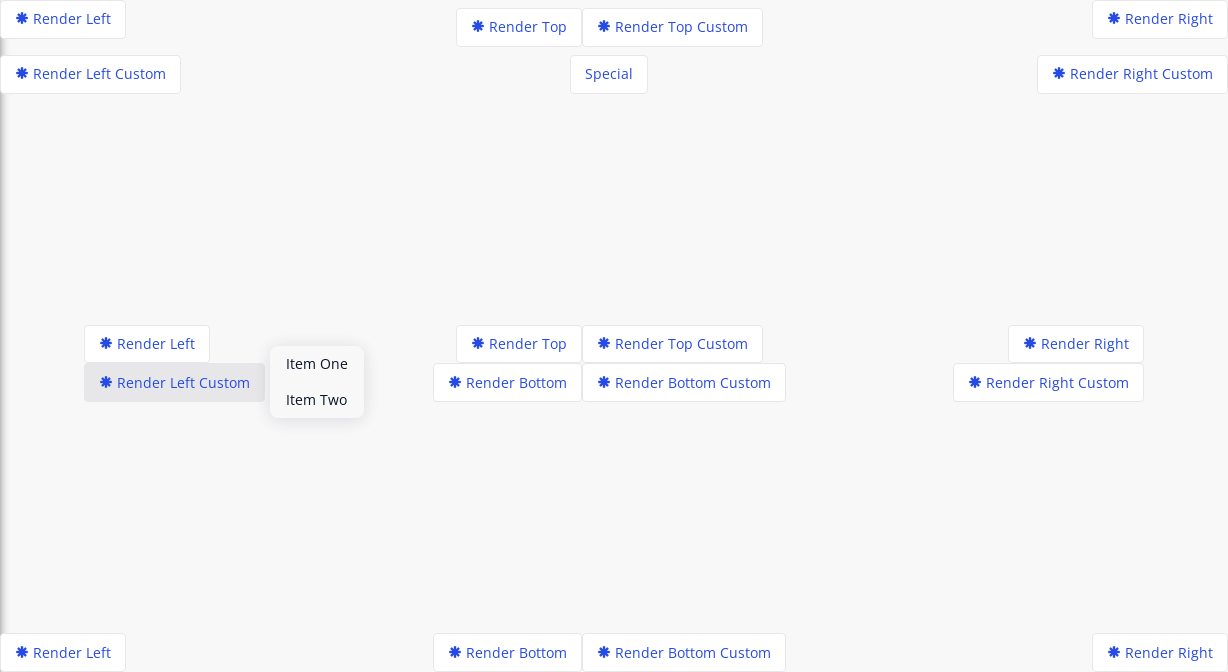 Render Left
Render Top
Render Top Custom
Render Right
Render Left Custom
Special
Render Right Custom
Render Left
Render Top
Render Top Custom
Render Right
Item One
Render Left Custom
Render Bottom
Render Bottom Custom
Render Right Custom
Item Two
Render Left
Render Bottom
Render Bottom Custom
Render Right